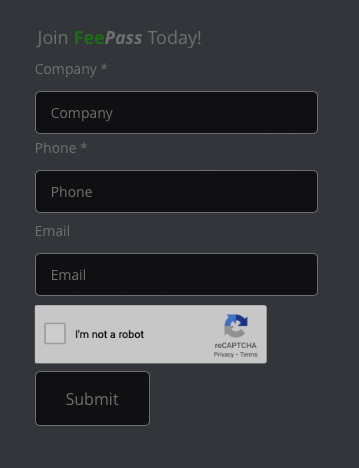 Join FeePass Today!
Company *
Company
Phone *
Phone
Email
Email
I'm not a robot
reCAPTCHA
Privacy - Terms
Submit